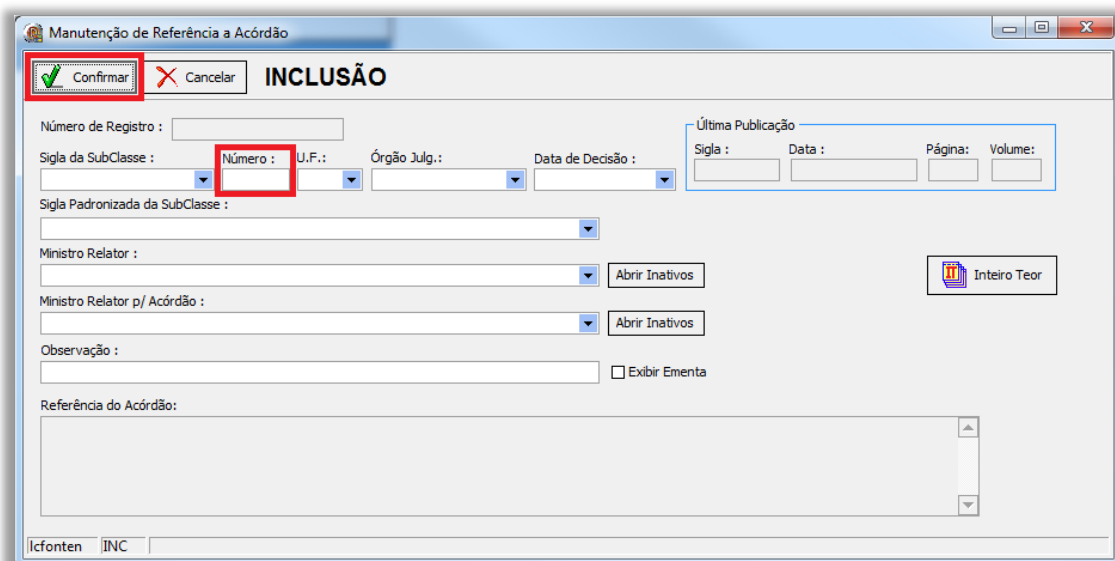 Manutenção de Referência a Acórdão
Confirmar Cancelar INCLUSÃO
Número de Registro :
Última Publicação
Sigla : Data : Página: Volume:
Sigla da SubClasse : Número : U.F.: Órgão Julg.: Data de Decisão :
Sigla Padronizada da SubClasse :
Ministro Relator :
Abrir Inativos
Inteiro Teor
Ministro Relator p/ Acórdão :
Abrir Inativos
Observação :
Exibir Ementa
Referência do Acórdão:
lcfonten INC